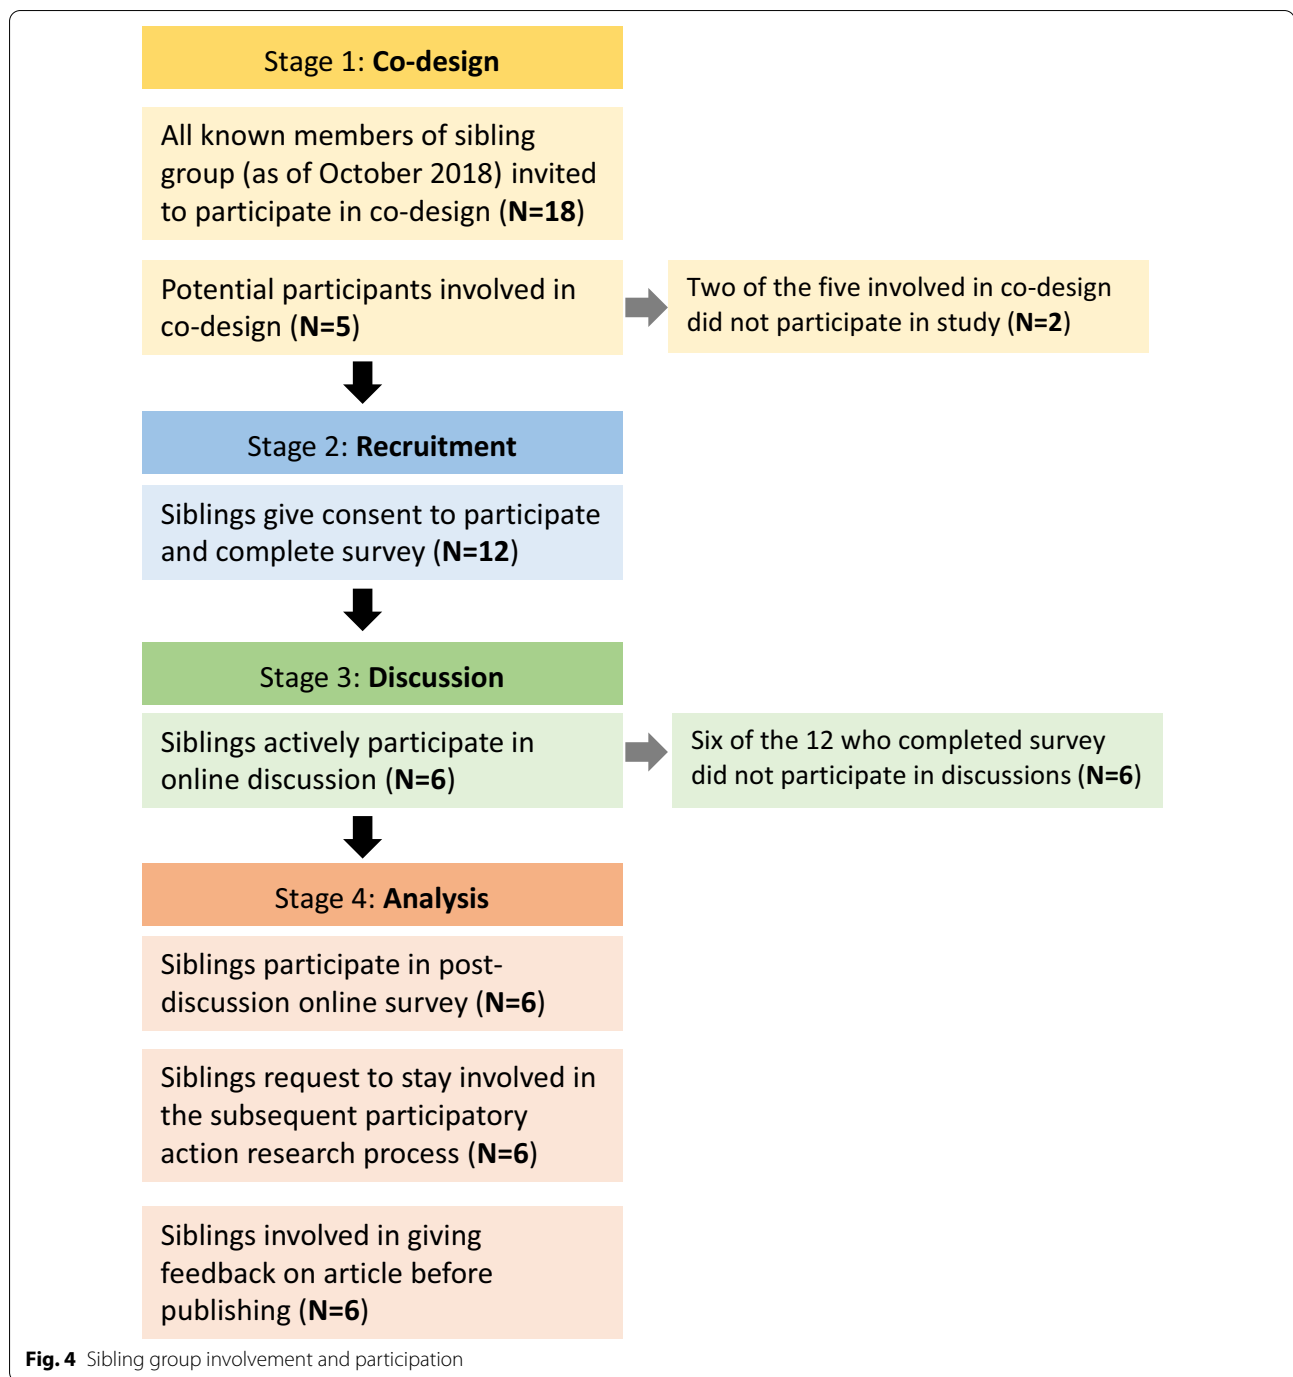 Stage 1: Co-design
All known members of sibling
group (as of October 2018) invited
to participate in co-design (N=18)
Potential participants involved in
co-design (N=5)
Two of the five involved in co-design
did not participate in study (N=2)
Stage 2: Recruitment
Siblings give consent to participate
and complete survey (N=12)
Stage 3: Discussion
Siblings actively participate in
online discussion (N=6)
Six of the 12 who completed survey
did not participate in discussions (N=6)
Stage 4: Analysis
Siblings participate in post-
discussion online survey (N=6)
Siblings request to stay involved in
the subsequent participatory
action research process (N=6)
Siblings involved in giving
feedback on article before
publishing (N=6)
Fig. 4 Sibling group involvement and participation